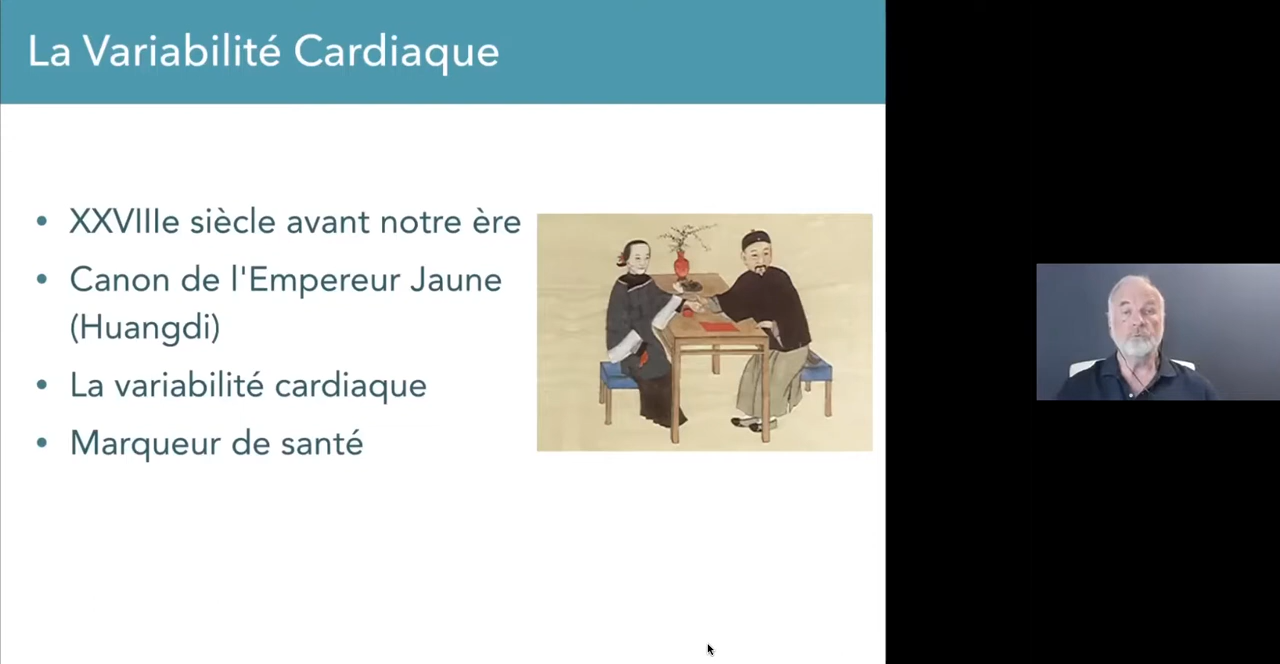 La Variabilité Cardiaque
• XXVIIIe siècle avant notre ère
• Canon de l'Empereur Jaune
(Huangdi)
• La variabilité cardiaque
• Marqueur de santé